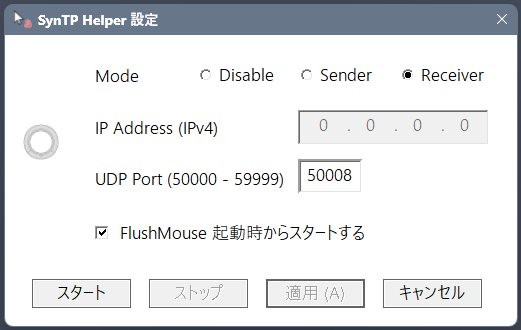 SynTP Helper 設定
Mode Disable Sender Receiver
IP Address (IPv4) 0 . 0 . 0 . 0
UDP Port (50000 - 59999) 50008
FlushMouse 起動時からスタートする
スタート ストップ 適用 (A) キャンセル